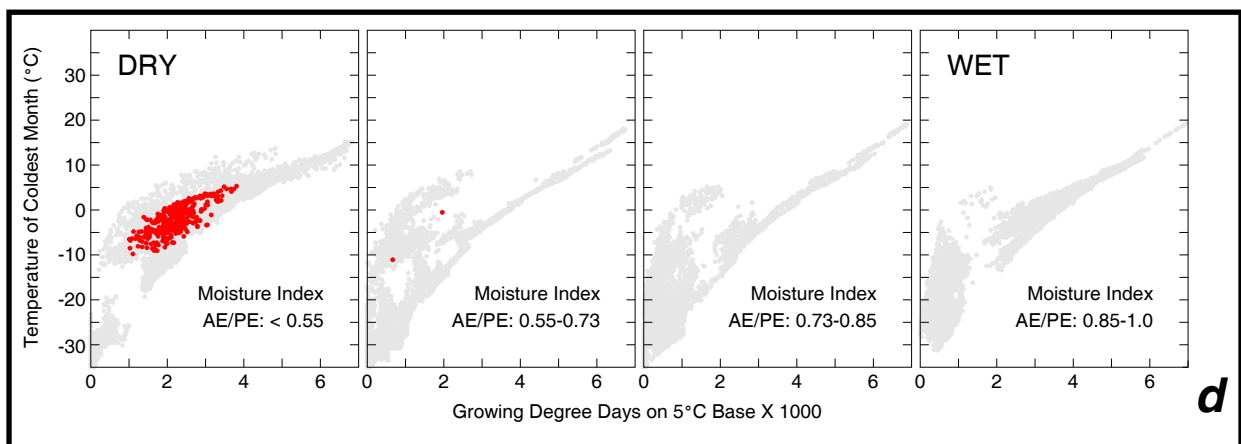 DRY
WET
Temperature of Coldest Month (°C)
30
20
10
0
-10
-20
-30
Moisture Index
AE/PE: < 0.55
Moisture Index
AE/PE: 0.55-0.73
Moisture Index
AE/PE: 0.73-0.85
Moisture Index
AE/PE: 0.85-1.0
0 2 4 6
0 2 4 6
0 2 4 6
0 2 4 6
Growing Degree Days on 5°C Base X 1000
d